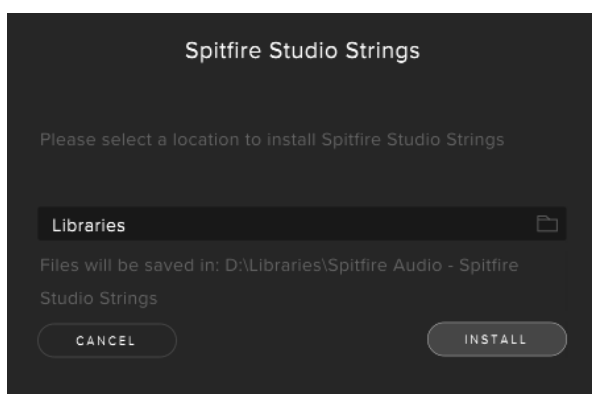 Spitfire Studio Strings
Please select a location to install Spitfire Studio Strings
Libraries
Files will be saved in: D:\Libraries\Spitfire Audio - Spitfire
Studio Strings
CANCEL
INSTALL